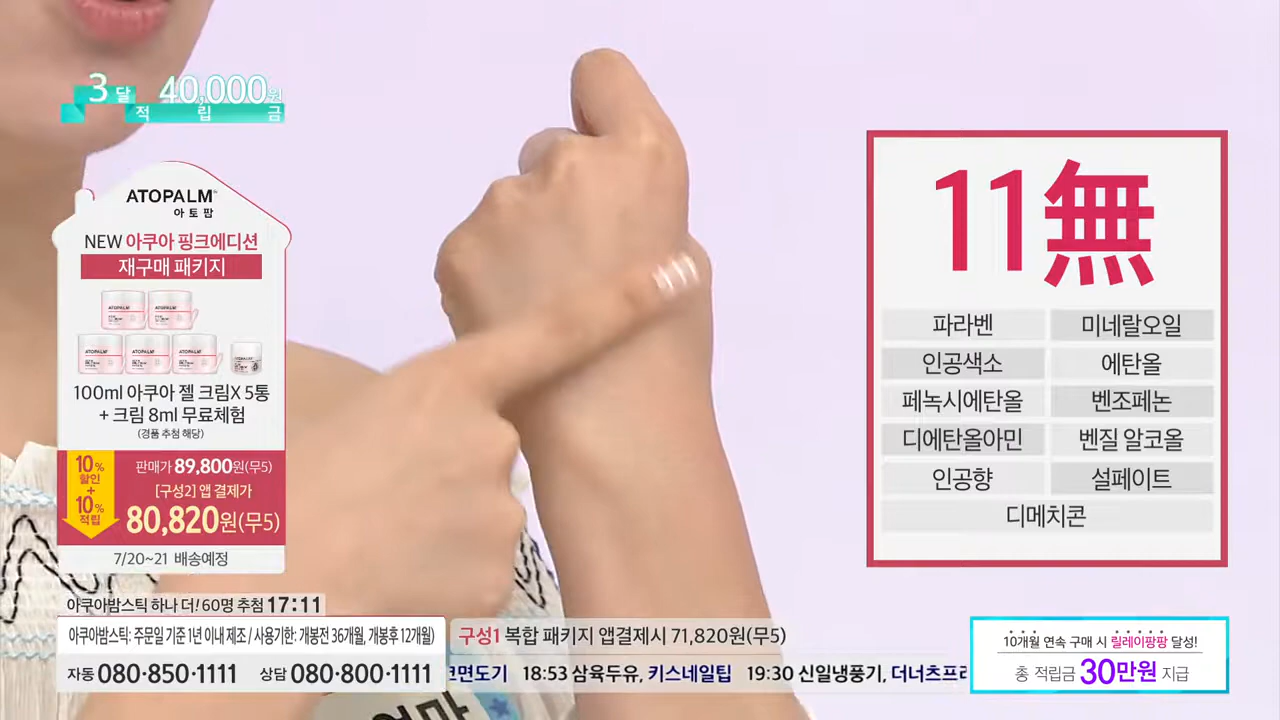 3달 40,000원
적립금
ATOPALM
아토팜
NEW 아쿠아 핑크에디션
재구매 패키지
ATOPALM
ATOPALM
ATOPALM
ATOPALM
ATOPALM
ATOPALM
100ml 아쿠아 젤 크림X 5통
+ 크림 8ml 무료체험
(경품 추첨 해당)
10%
할인
+
10%
적립
판매가 89,800원(무5)
[구성2] 앱 결제가
80,820원(무5)
7/20~21 배송예정
11無
파라벤
미네랄오일
인공색소
에탄올
페녹시에탄올
벤조페논
디에탄올아민
벤질 알코올
인공향
설페이트
디메치콘
아쿠아밤스틱 하나 더! 60명 추첨 17:11
아쿠아밤스틱: 주문일 기준 1년 이내 제조 / 사용기한: 개봉전 36개월, 개봉후 12개월)
자동 080·850·1111 상담 080·800·1111
구성1 복합 패키지 앱결제시 71,820원(무5)
면도기 18:53 삼육두유, 키스네일팁 19:30 신일냉풍기, 더너츠프
10개월 연속 구매 시 릴레이팡팡 달성!
총 적립금 30만원 지급